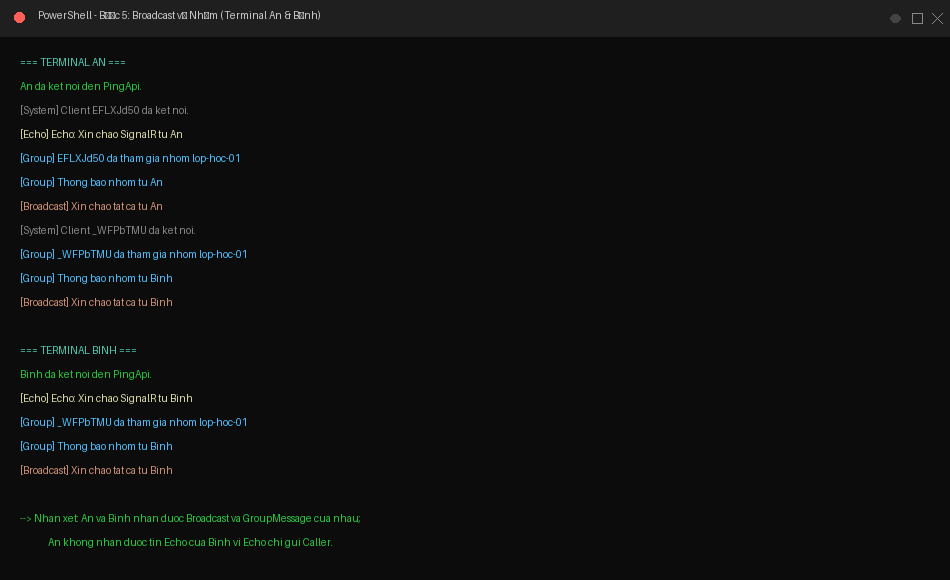 PowerShell - B c 5: Broadcast v Nh m (Terminal An & B nh)
=== TERMINAL AN ===
An da ket noi den PingApi.
[System] Client EFLXJd50 da ket noi.
[Echo] Echo: Xin chao SignalR tu An
[Group] EFLXJd50 da tham gia nhom lop-hoc-01
[Group] Thong bao nhom tu An
[Broadcast] Xin chao tat ca tu An
[System] Client _WFPbTMU da ket noi.
[Group] _WFPbTMU da tham gia nhom lop-hoc-01
[Group] Thong bao nhom tu Binh
[Broadcast] Xin chao tat ca tu Binh
=== TERMINAL BINH ===
Binh da ket noi den PingApi.
[Echo] Echo: Xin chao SignalR tu Binh
[Group] _WFPbTMU da tham gia nhom lop-hoc-01
[Group] Thong bao nhom tu Binh
[Broadcast] Xin chao tat ca tu Binh
--> Nhan xet: An va Binh nhan duoc Broadcast va GroupMessage cua nhau;
An khong nhan duoc tin Echo cua Binh vi Echo chi gui Caller.